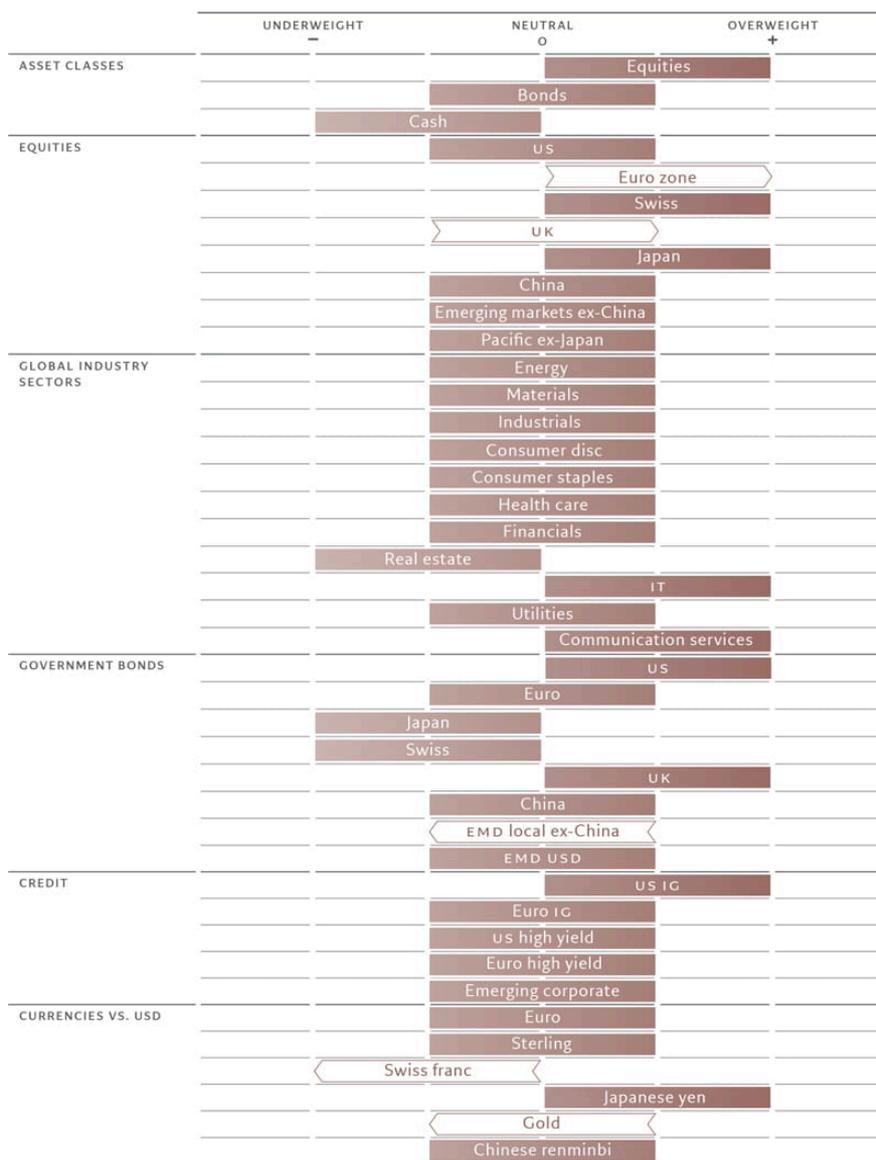 UNDERWEIGHT NEUTRAL OVERWEIGHT
− O +
ASSET CLASSES
Equities
Bonds
Cash
EQUITIES
US
Euro zone
Swiss
UK
Japan
China
Emerging markets ex-China
Pacific ex-Japan
GLOBAL INDUSTRY
SECTORS
Energy
Materials
Industrials
Consumer disc
Consumer staples
Health care
Financials
Real estate
IT
Utilities
Communication services
GOVERNMENT BONDS
US
Euro
Japan
Swiss
UK
China
EMD local ex-China
EMD USD
CREDIT
US IG
Euro IG
US high yield
Euro high yield
Emerging corporate
CURRENCIES VS. USD
Euro
Sterling
Swiss franc
Japanese yen
Gold
Chinese renminbi